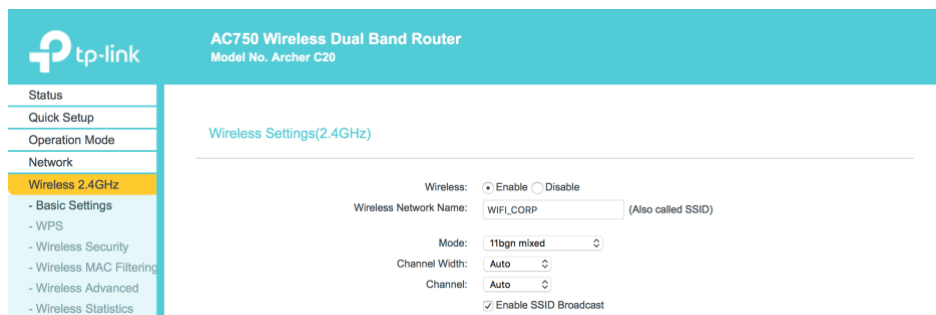 tp-link
AC750 Wireless Dual Band Router
Model No. Archer C20
Status
Quick Setup
Operation Mode
Network
Wireless 2.4GHz
- Basic Settings
- WPS
- Wireless Security
- Wireless MAC Filtering
- Wireless Advanced
- Wireless Statistics
Wireless Settings(2.4GHz)
Wireless: Enable Disable
Wireless Network Name: WIFI_CORP (Also called SSID)
Mode: 11bgn mixed
Channel Width: Auto
Channel: Auto
Enable SSID Broadcast